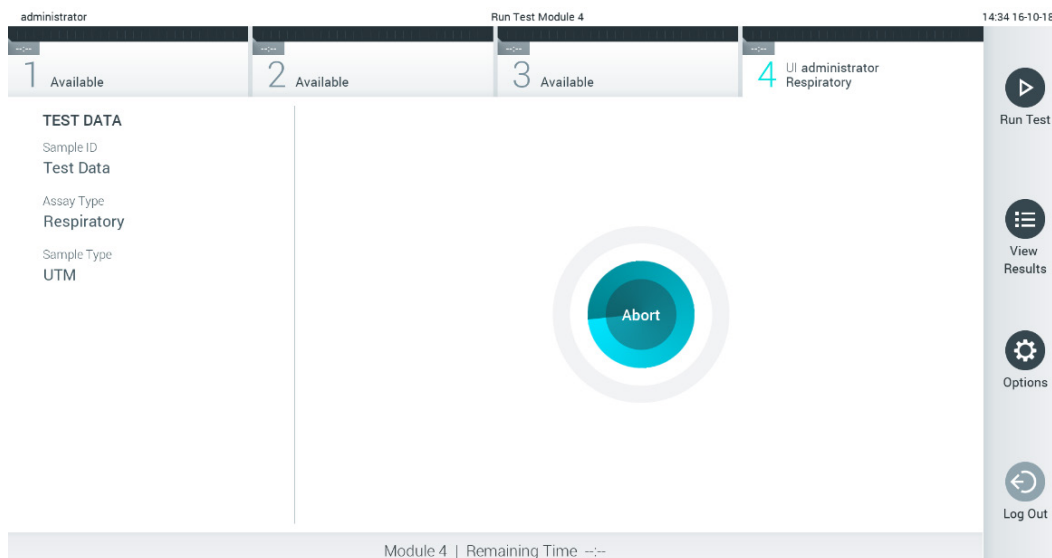 administrator
Run Test Module 4
14:34 16-10-18
--:--
1 Available
--:--
2 Available
--:--
3 Available
--:--
4 UI administrator
Respiratory
TEST DATA
Sample ID
Test Data
Assay Type
Respiratory
Sample Type
UTM
Abort
Run Test
View
Results
Options
Log Out
Module 4 | Remaining Time --:--